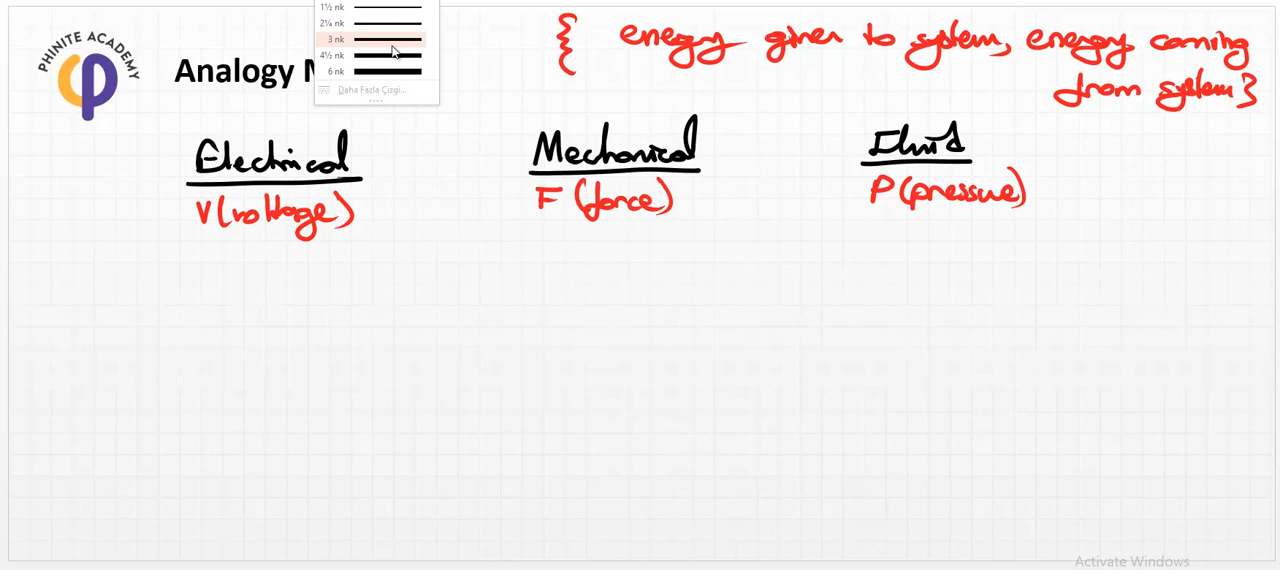 1½ nk
2¼ nk
3 nk
4½ nk
6 nk
Daha Fazla Çizgi...
PHINITE ACADEMY
Analogy M
{ energy given to system, energy coming
from system}
Electrical
Mechanical
Fluid
V(voltage)
F (force)
P(pressure)
Activate Windows